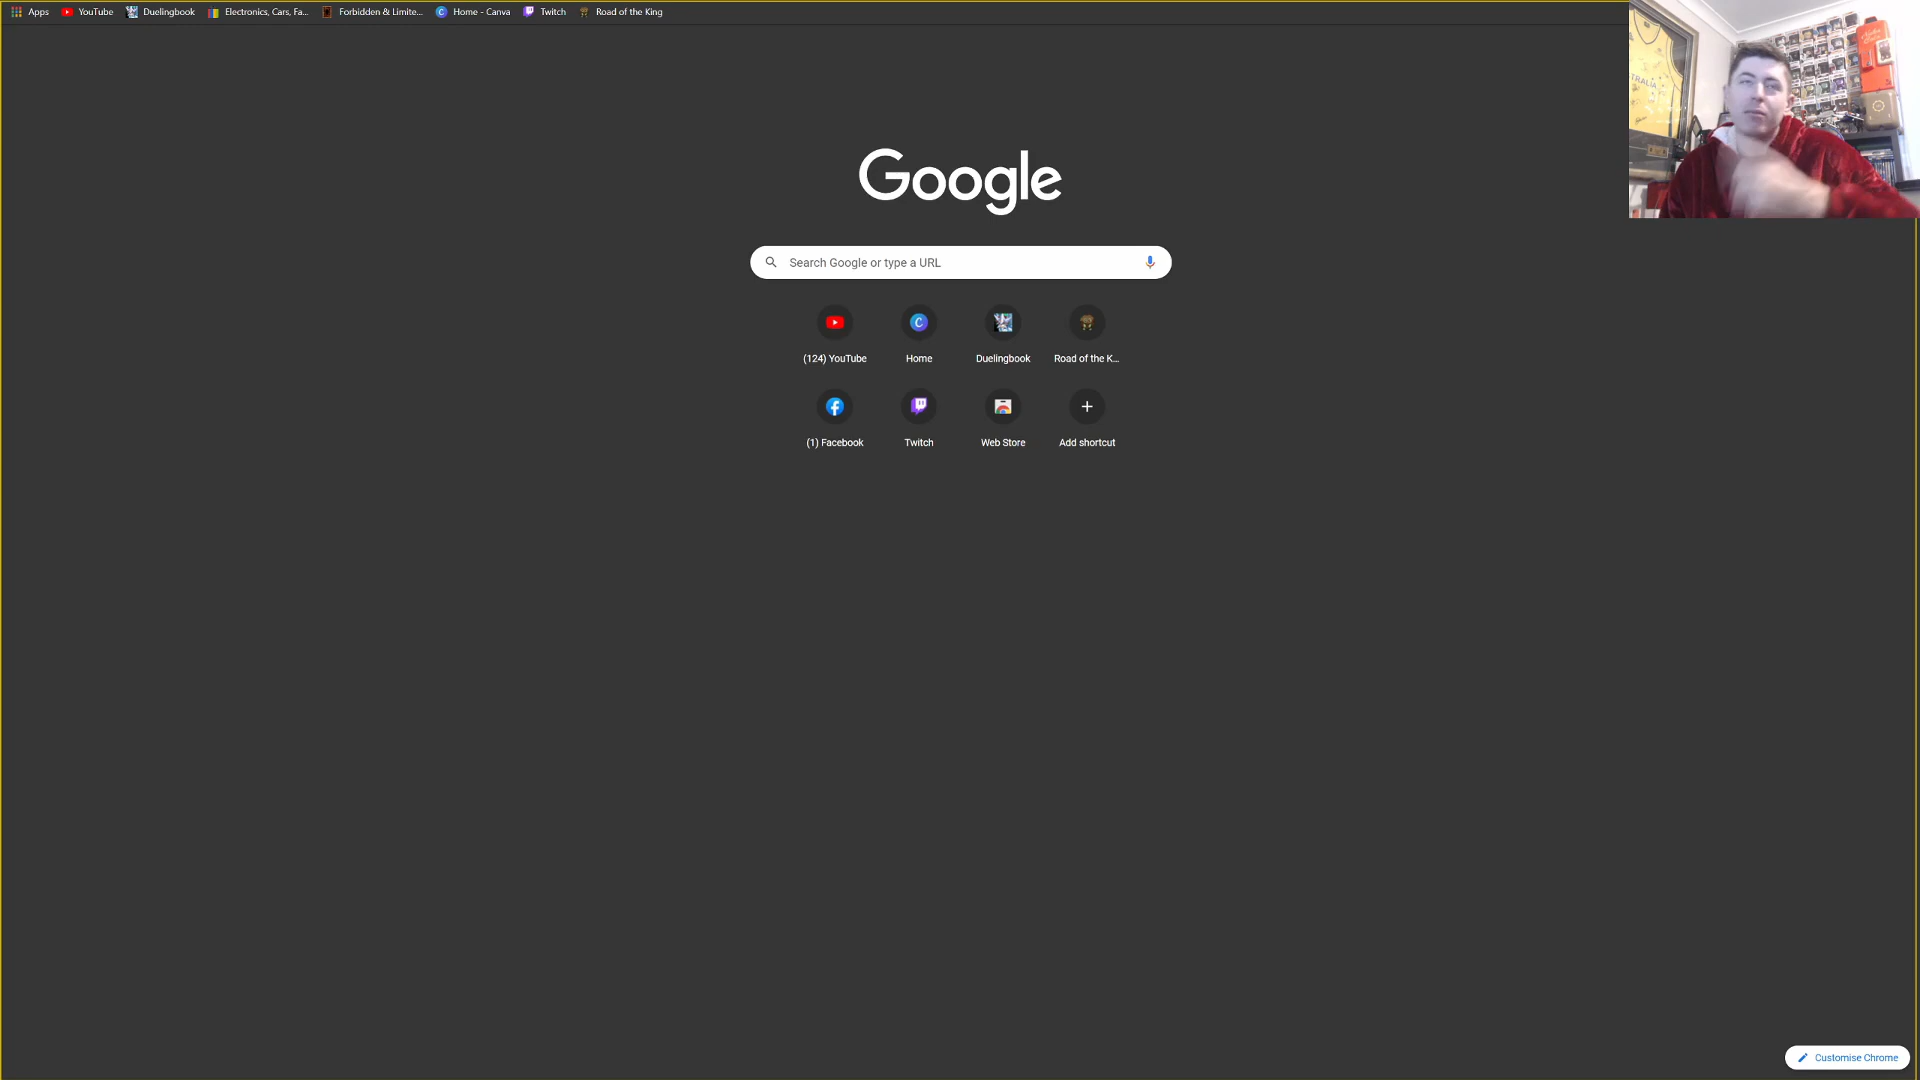 Apps YouTube Duelingbook Electronics, Cars, Fa... Forbidden & Limite... Home - Canva Twitch Road of the King
Google
Search Google or type a URL
(124) YouTube Home Duelingbook Road of the K...
(1) Facebook Twitch Web Store Add shortcut
Customise Chrome